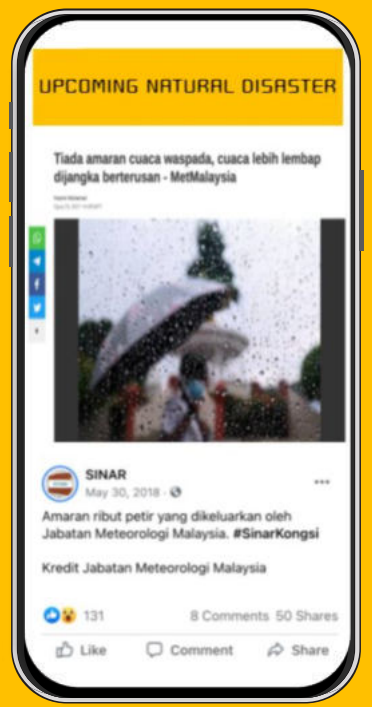 UPCOMING NATURAL DISASTER
Tiada amaran cuaca waspada, cuaca lebih lembap
dijangka berterusan - MetMalaysia
SINAR
May 30, 2018
Amaran ribut petir yang dikeluarkan oleh
Jabatan Meteorologi Malaysia. #SinarKongsi
Kredit Jabatan Meteorologi Malaysia
131 8 Comments 50 Shares
Like Comment Share